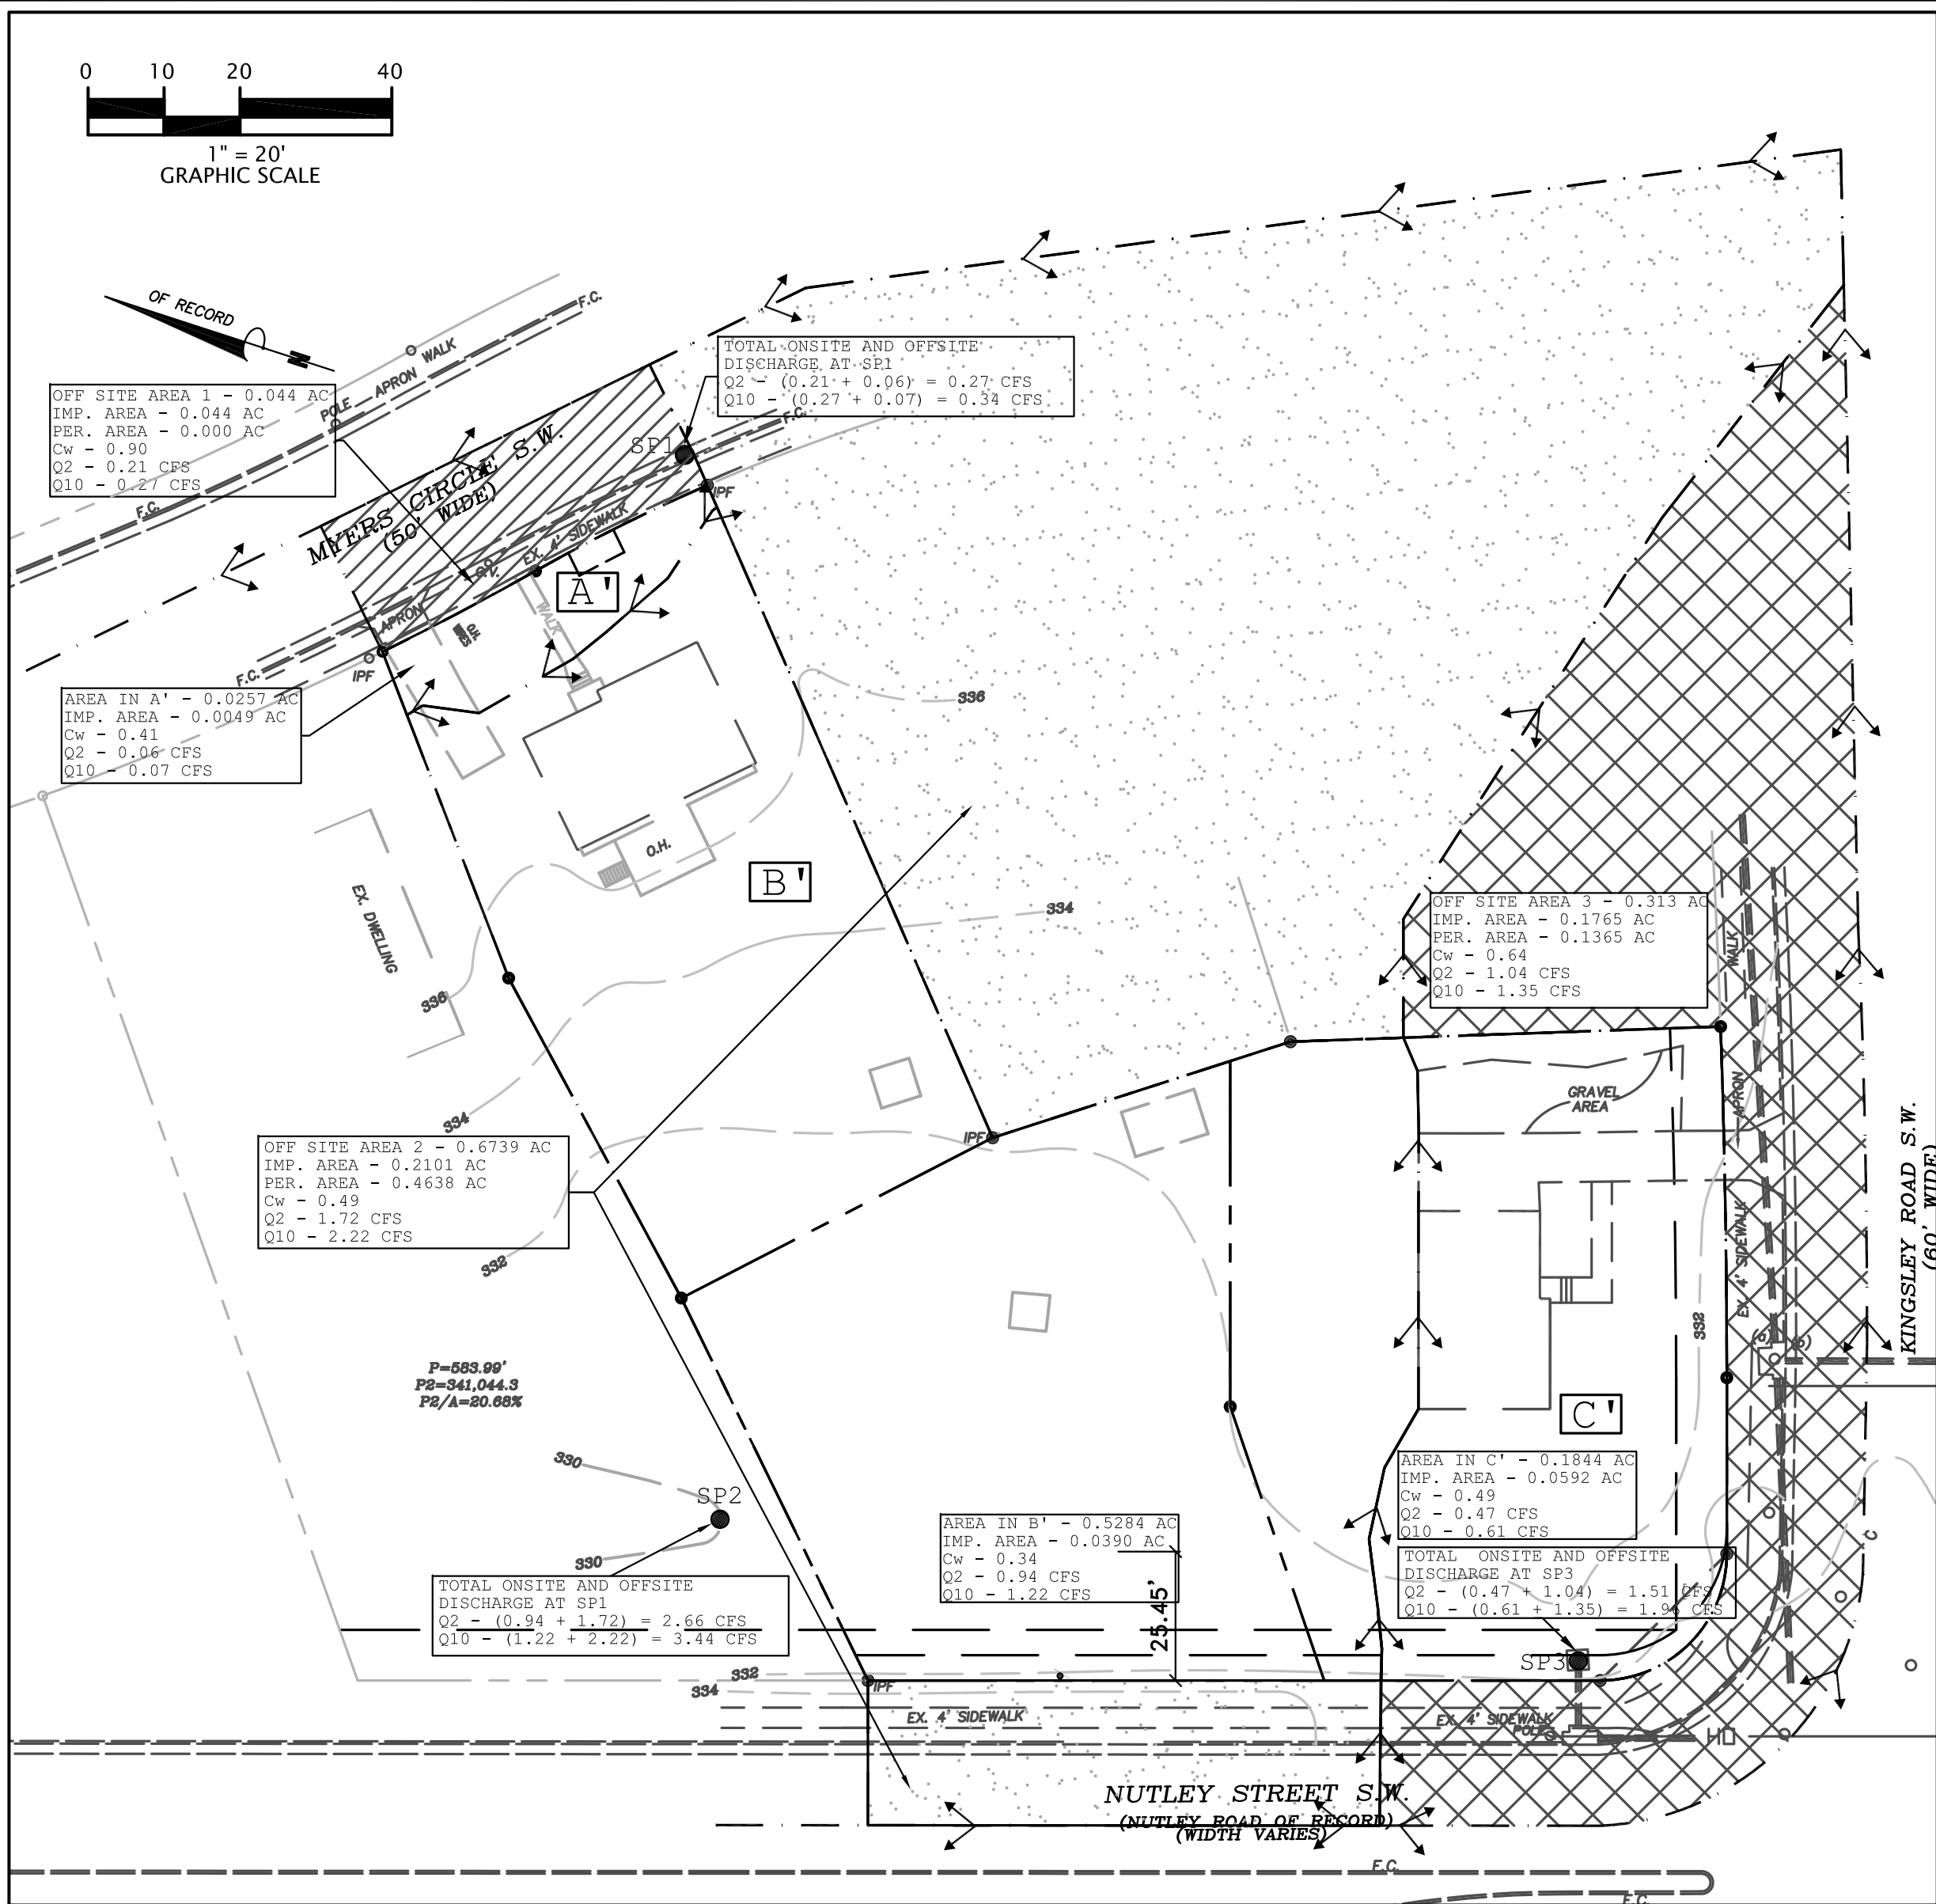 0 10 20 40
1" = 20'
GRAPHIC SCALE
OF RECORD
N
F.C.
WALK
APRON
POLE
OFF SITE AREA 1 - 0.044 AC
IMP. AREA - 0.044 AC
PER. AREA - 0.000 AC
Cw - 0.90
Q2 - 0.21 CFS
Q10 - 0.27 CFS
F.C.
TOTAL ONSITE AND OFFSITE
DISCHARGE AT SP1
Q2 - (0.21 + 0.06) = 0.27 CFS
Q10 - (0.27 + 0.07) = 0.34 CFS
F.C.
SP1
IPF
MYERS CIRCLE S.W.
(50' WIDE)
EX. 4' SIDEWALK
A'
APRON
WALK
O.H.
F.C.
IPF
AREA IN A' - 0.0257 AC
IMP. AREA - 0.0049 AC
Cw - 0.41
Q2 - 0.06 CFS
Q10 - 0.07 CFS
336
O.H.
B'
EX. DWELLING
334
336
334
OFF SITE AREA 3 - 0.313 AC
IMP. AREA - 0.1765 AC
PER. AREA - 0.1365 AC
Cw - 0.64
Q2 - 1.04 CFS
Q10 - 1.35 CFS
WALK
GRAVEL
AREA
APRON
IPF
OFF SITE AREA 2 - 0.6739 AC
IMP. AREA - 0.2101 AC
PER. AREA - 0.4638 AC
Cw - 0.49
Q2 - 1.72 CFS
Q10 - 2.22 CFS
332
EX. 4' SIDEWALK
KINGSLEY ROAD S.W.
(60' WIDE)
332
P=583.99'
P2=341,044.3
P2/A=20.68%
C'
330
SP2
330
AREA IN C' - 0.1844 AC
IMP. AREA - 0.0592 AC
Cw - 0.49
Q2 - 0.47 CFS
Q10 - 0.61 CFS
AREA IN B' - 0.5284 AC
IMP. AREA - 0.0390 AC
Cw - 0.34
Q2 - 0.94 CFS
Q10 - 1.22 CFS
25.45'
TOTAL ONSITE AND OFFSITE
DISCHARGE AT SP3
Q2 - (0.47 + 1.04) = 1.51 CFS
Q10 - (0.61 + 1.35) = 1.96 CFS
TOTAL ONSITE AND OFFSITE
DISCHARGE AT SP1
Q2 - (0.94 + 1.72) = 2.66 CFS
Q10 - (1.22 + 2.22) = 3.44 CFS
SP3
332
334
IPF
EX. 4' SIDEWALK
EX. 4' SIDEWALK
POLE
NUTLEY STREET S.W.
(NUTLEY ROAD OF RECORD)
(WIDTH VARIES)
F.C.
F.C.